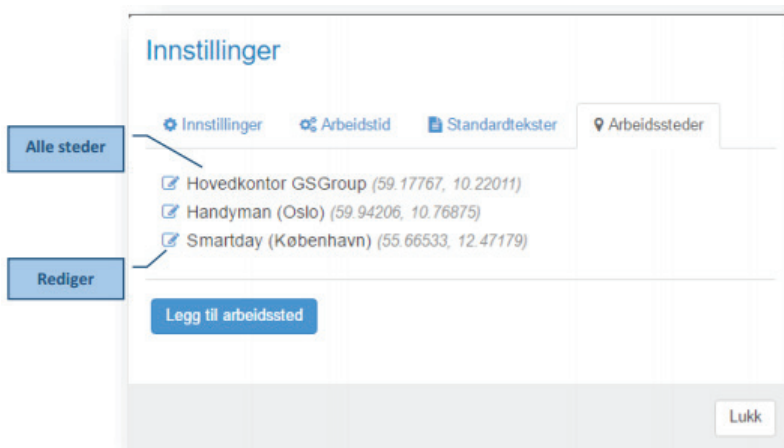 Innstillinger
Innstillinger Arbeidstid Standardtekster Arbeidssteder
Alle steder
Hovedkontor GSGroup (59.17767, 10.22011)
Handyman (Oslo) (59.94206, 10.76875)
Smartday (København) (55.66533, 12.47179)
Rediger
Legg til arbeidssted
Lukk